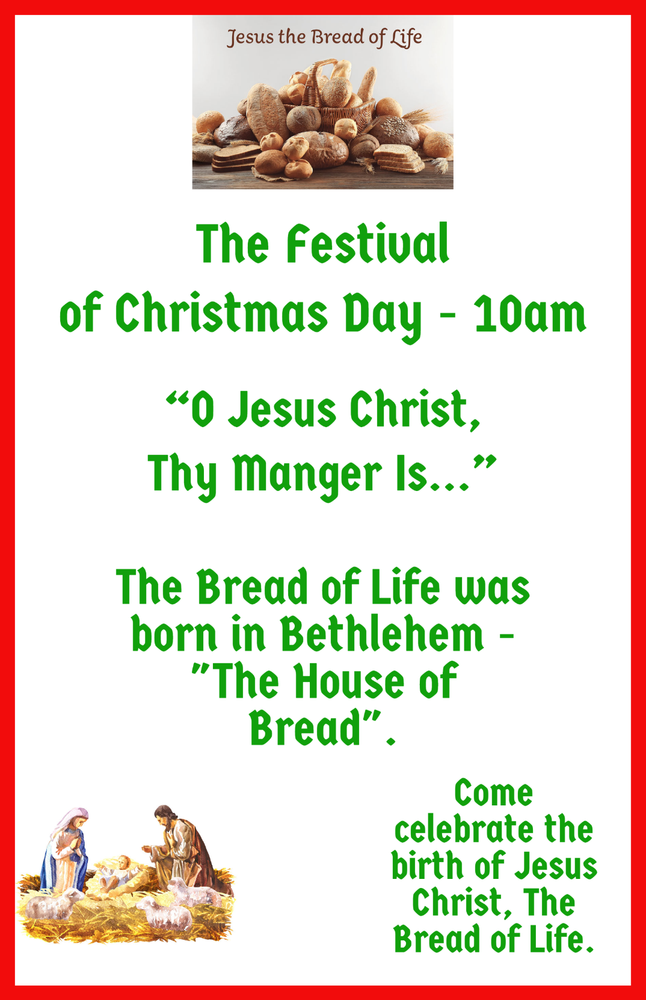 Jesus the Bread of Life
The Festival
of Christmas Day - 10am
“O Jesus Christ,
Thy Manger Is...”
The Bread of Life was
born in Bethlehem -
"The House of
Bread".
Come
celebrate the
birth of Jesus
Christ, The
Bread of Life.